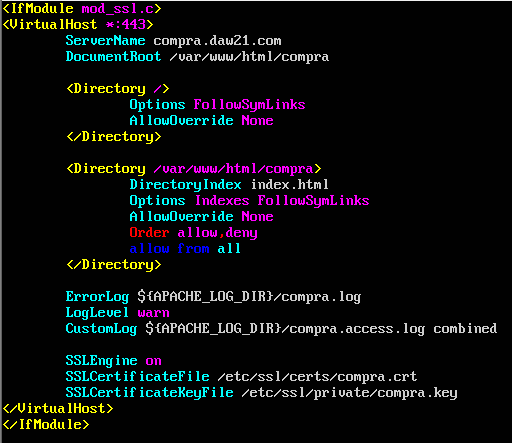 <IfModule mod_ssl.c>
<VirtualHost *:443>
ServerName compra.daw21.com
DocumentRoot /var/www/html/compra
<Directory />
Options FollowSymLinks
AllowOverride None
</Directory>
<Directory /var/www/html/compra>
DirectoryIndex index.html
Options Indexes FollowSymLinks
AllowOverride None
Order allow,deny
allow from all
</Directory>
ErrorLog ${APACHE_LOG_DIR}/compra.log
LogLevel warn
CustomLog ${APACHE_LOG_DIR}/compra.access.log combined
SSLEngine on
SSLCertificateFile /etc/ssl/certs/compra.crt
SSLCertificateKeyFile /etc/ssl/private/compra.key
</VirtualHost>
</IfModule>